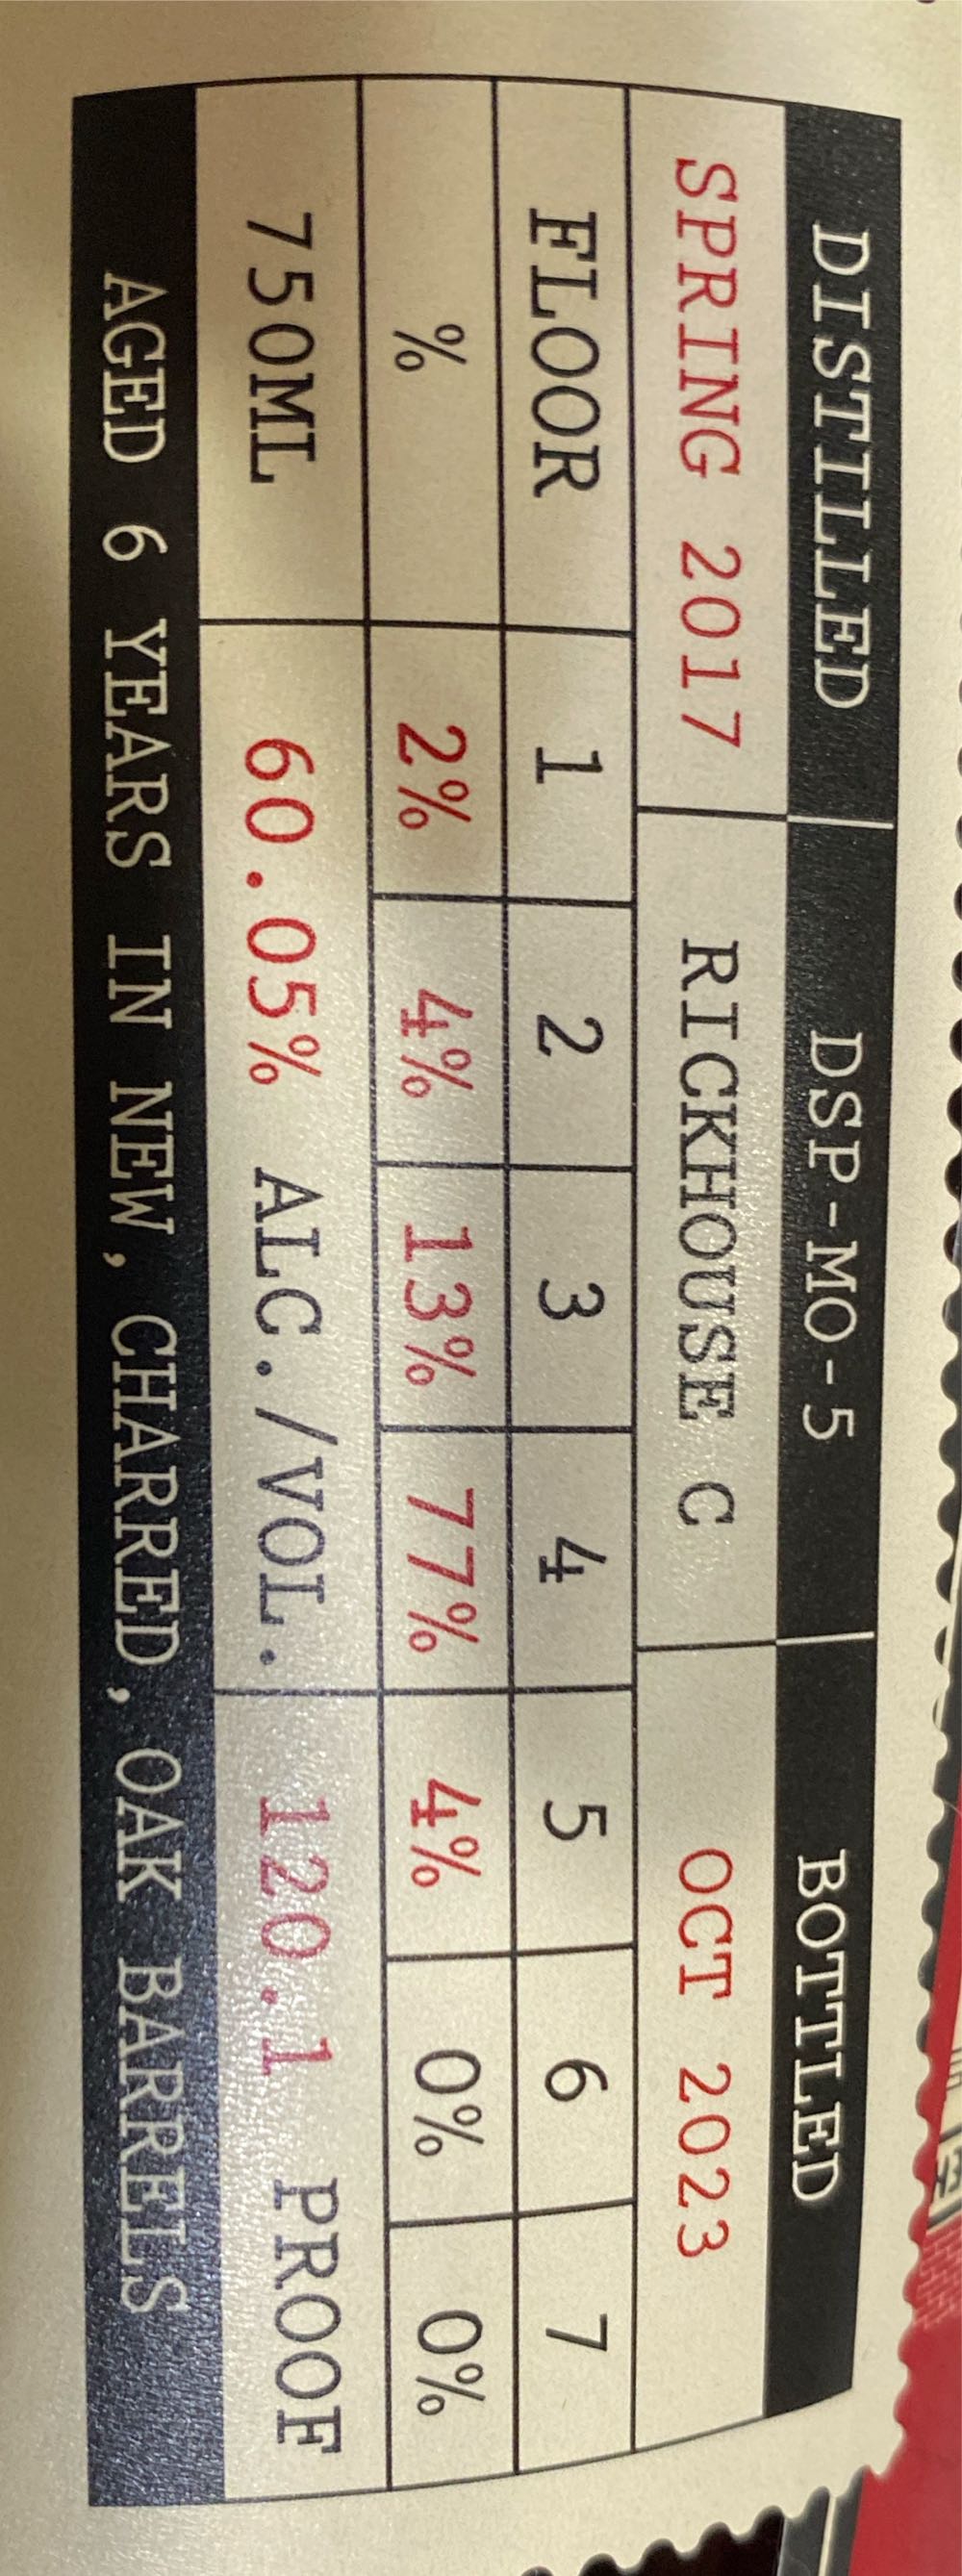 DISTILLED DSP-MO-5 BOTTLED
SPRING 2017 RICKHOUSE C OCT 2023
FLOOR 1 2 3 4 5 6 7
% 2% 4% 13% 77% 4% 0% 0%
750ML 60.05% ALC./VOL. 120.1 PROOF
AGED 6 YEARS IN NEW, CHARRED, OAK BARRELS